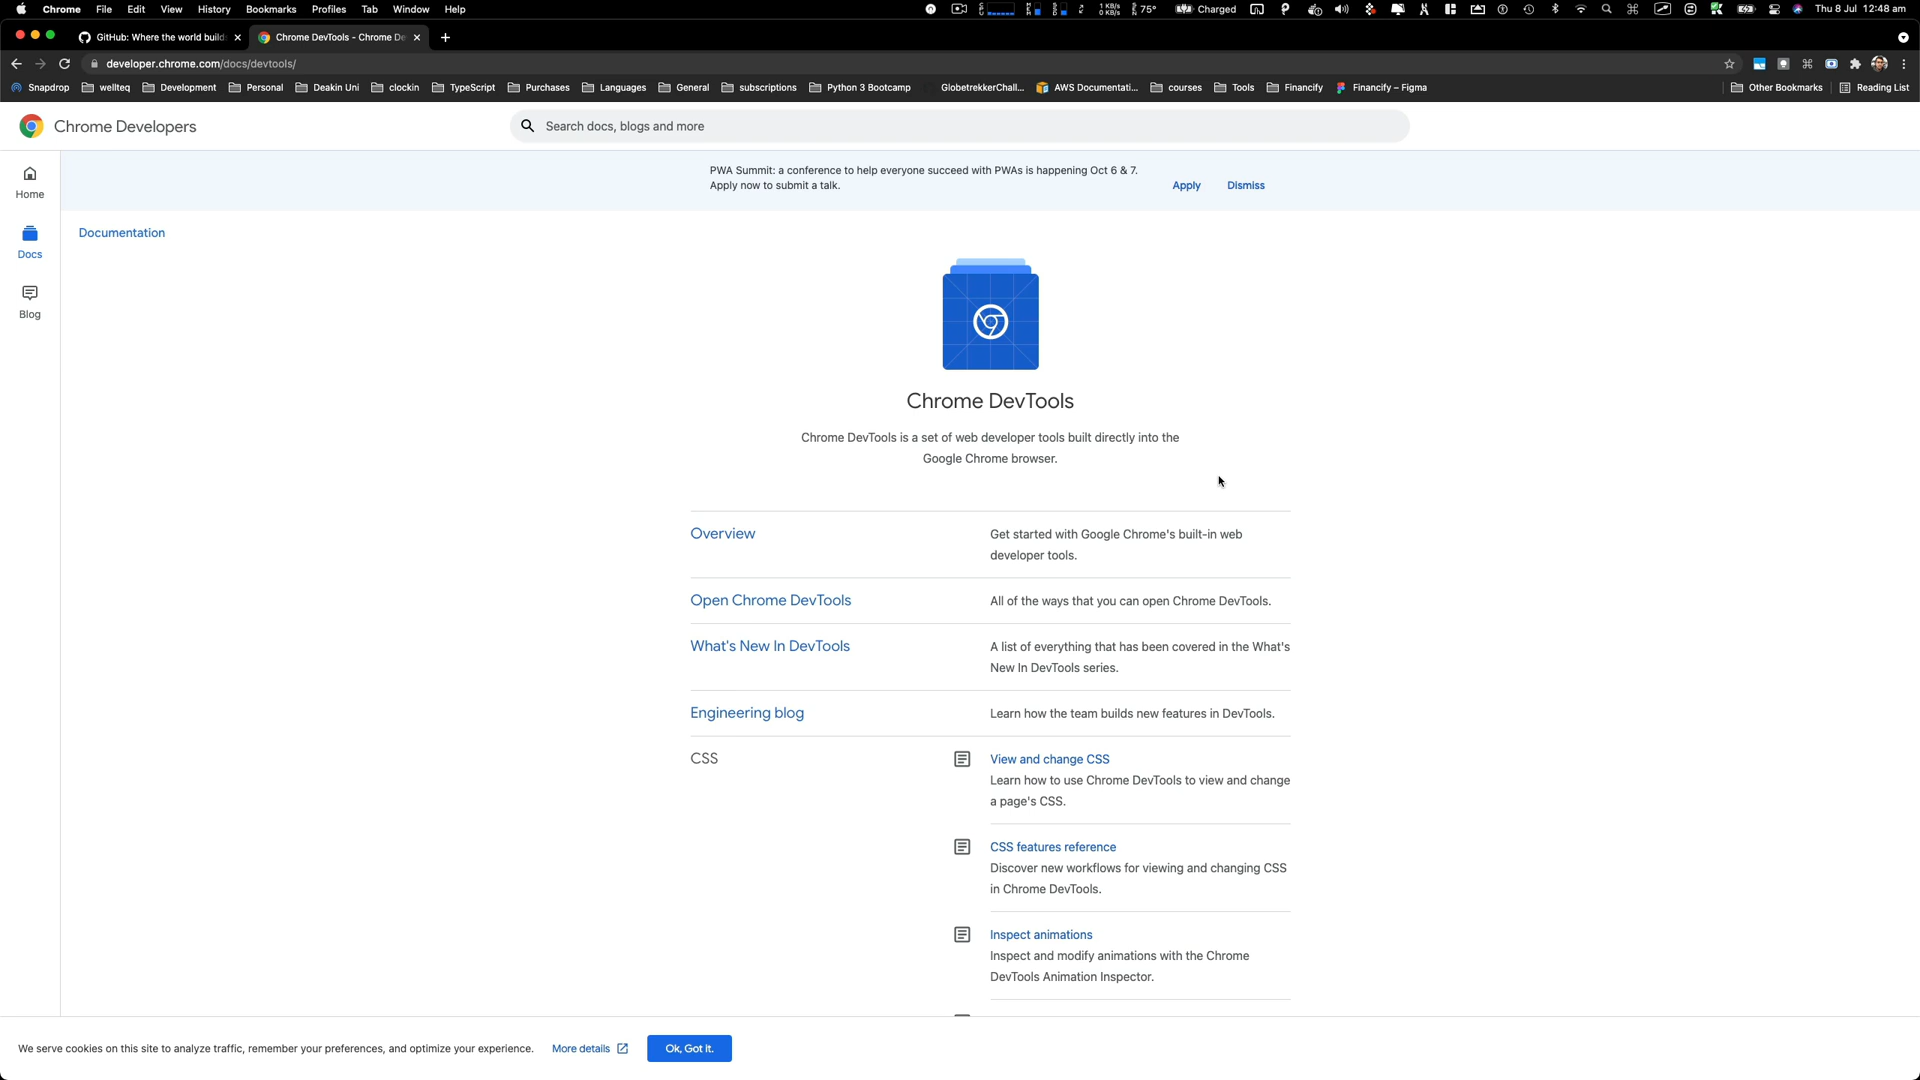 Chrome File Edit View History Bookmarks Profiles Tab Window Help
1 KB/s
0 KB/s
75° Charged Thu 8 Jul 12:48 am
GitHub: Where the world build Chrome DevTools - Chrome De
developer.chrome.com/docs/devtools/
Snapdrop wellteq Development Personal Deakin Uni clockin TypeScript Purchases Languages General subscriptions Python 3 Bootcamp GlobetrekkerChall... AWS Documentati... courses Tools Financify Financify – Figma Other Bookmarks Reading List
Chrome Developers
Search docs, blogs and more
PWA Summit: a conference to help everyone succeed with PWAs is happening Oct 6 & 7.
Apply now to submit a talk.
Apply Dismiss
Home
Docs
Blog
Documentation
Chrome DevTools
Chrome DevTools is a set of web developer tools built directly into the
Google Chrome browser.
Overview
Get started with Google Chrome's built-in web
developer tools.
Open Chrome DevTools
All of the ways that you can open Chrome DevTools.
What's New In DevTools
A list of everything that has been covered in the What's
New In DevTools series.
Engineering blog
Learn how the team builds new features in DevTools.
CSS
View and change CSS
Learn how to use Chrome DevTools to view and change
a page's CSS.
CSS features reference
Discover new workflows for viewing and changing CSS
in Chrome DevTools.
Inspect animations
Inspect and modify animations with the Chrome
DevTools Animation Inspector.
We serve cookies on this site to analyze traffic, remember your preferences, and optimize your experience. More details Ok, Got it.